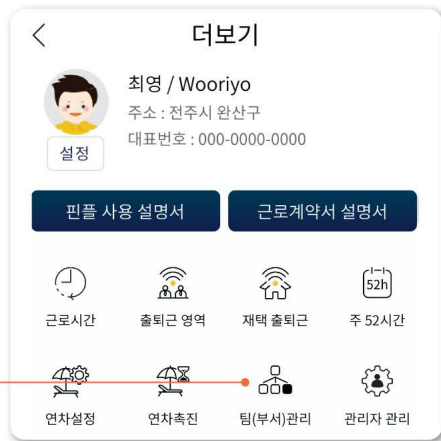 더보기
최영 / Wooriyo
주소 : 전주시 완산구
대표번호 : 000-0000-0000
설정
핀플 사용 설명서 근로계약서 설명서
52h
근로시간 출퇴근 영역 재택 출퇴근 주 52시간
연차설정 연차촉진 팀(부서)관리 관리자 관리